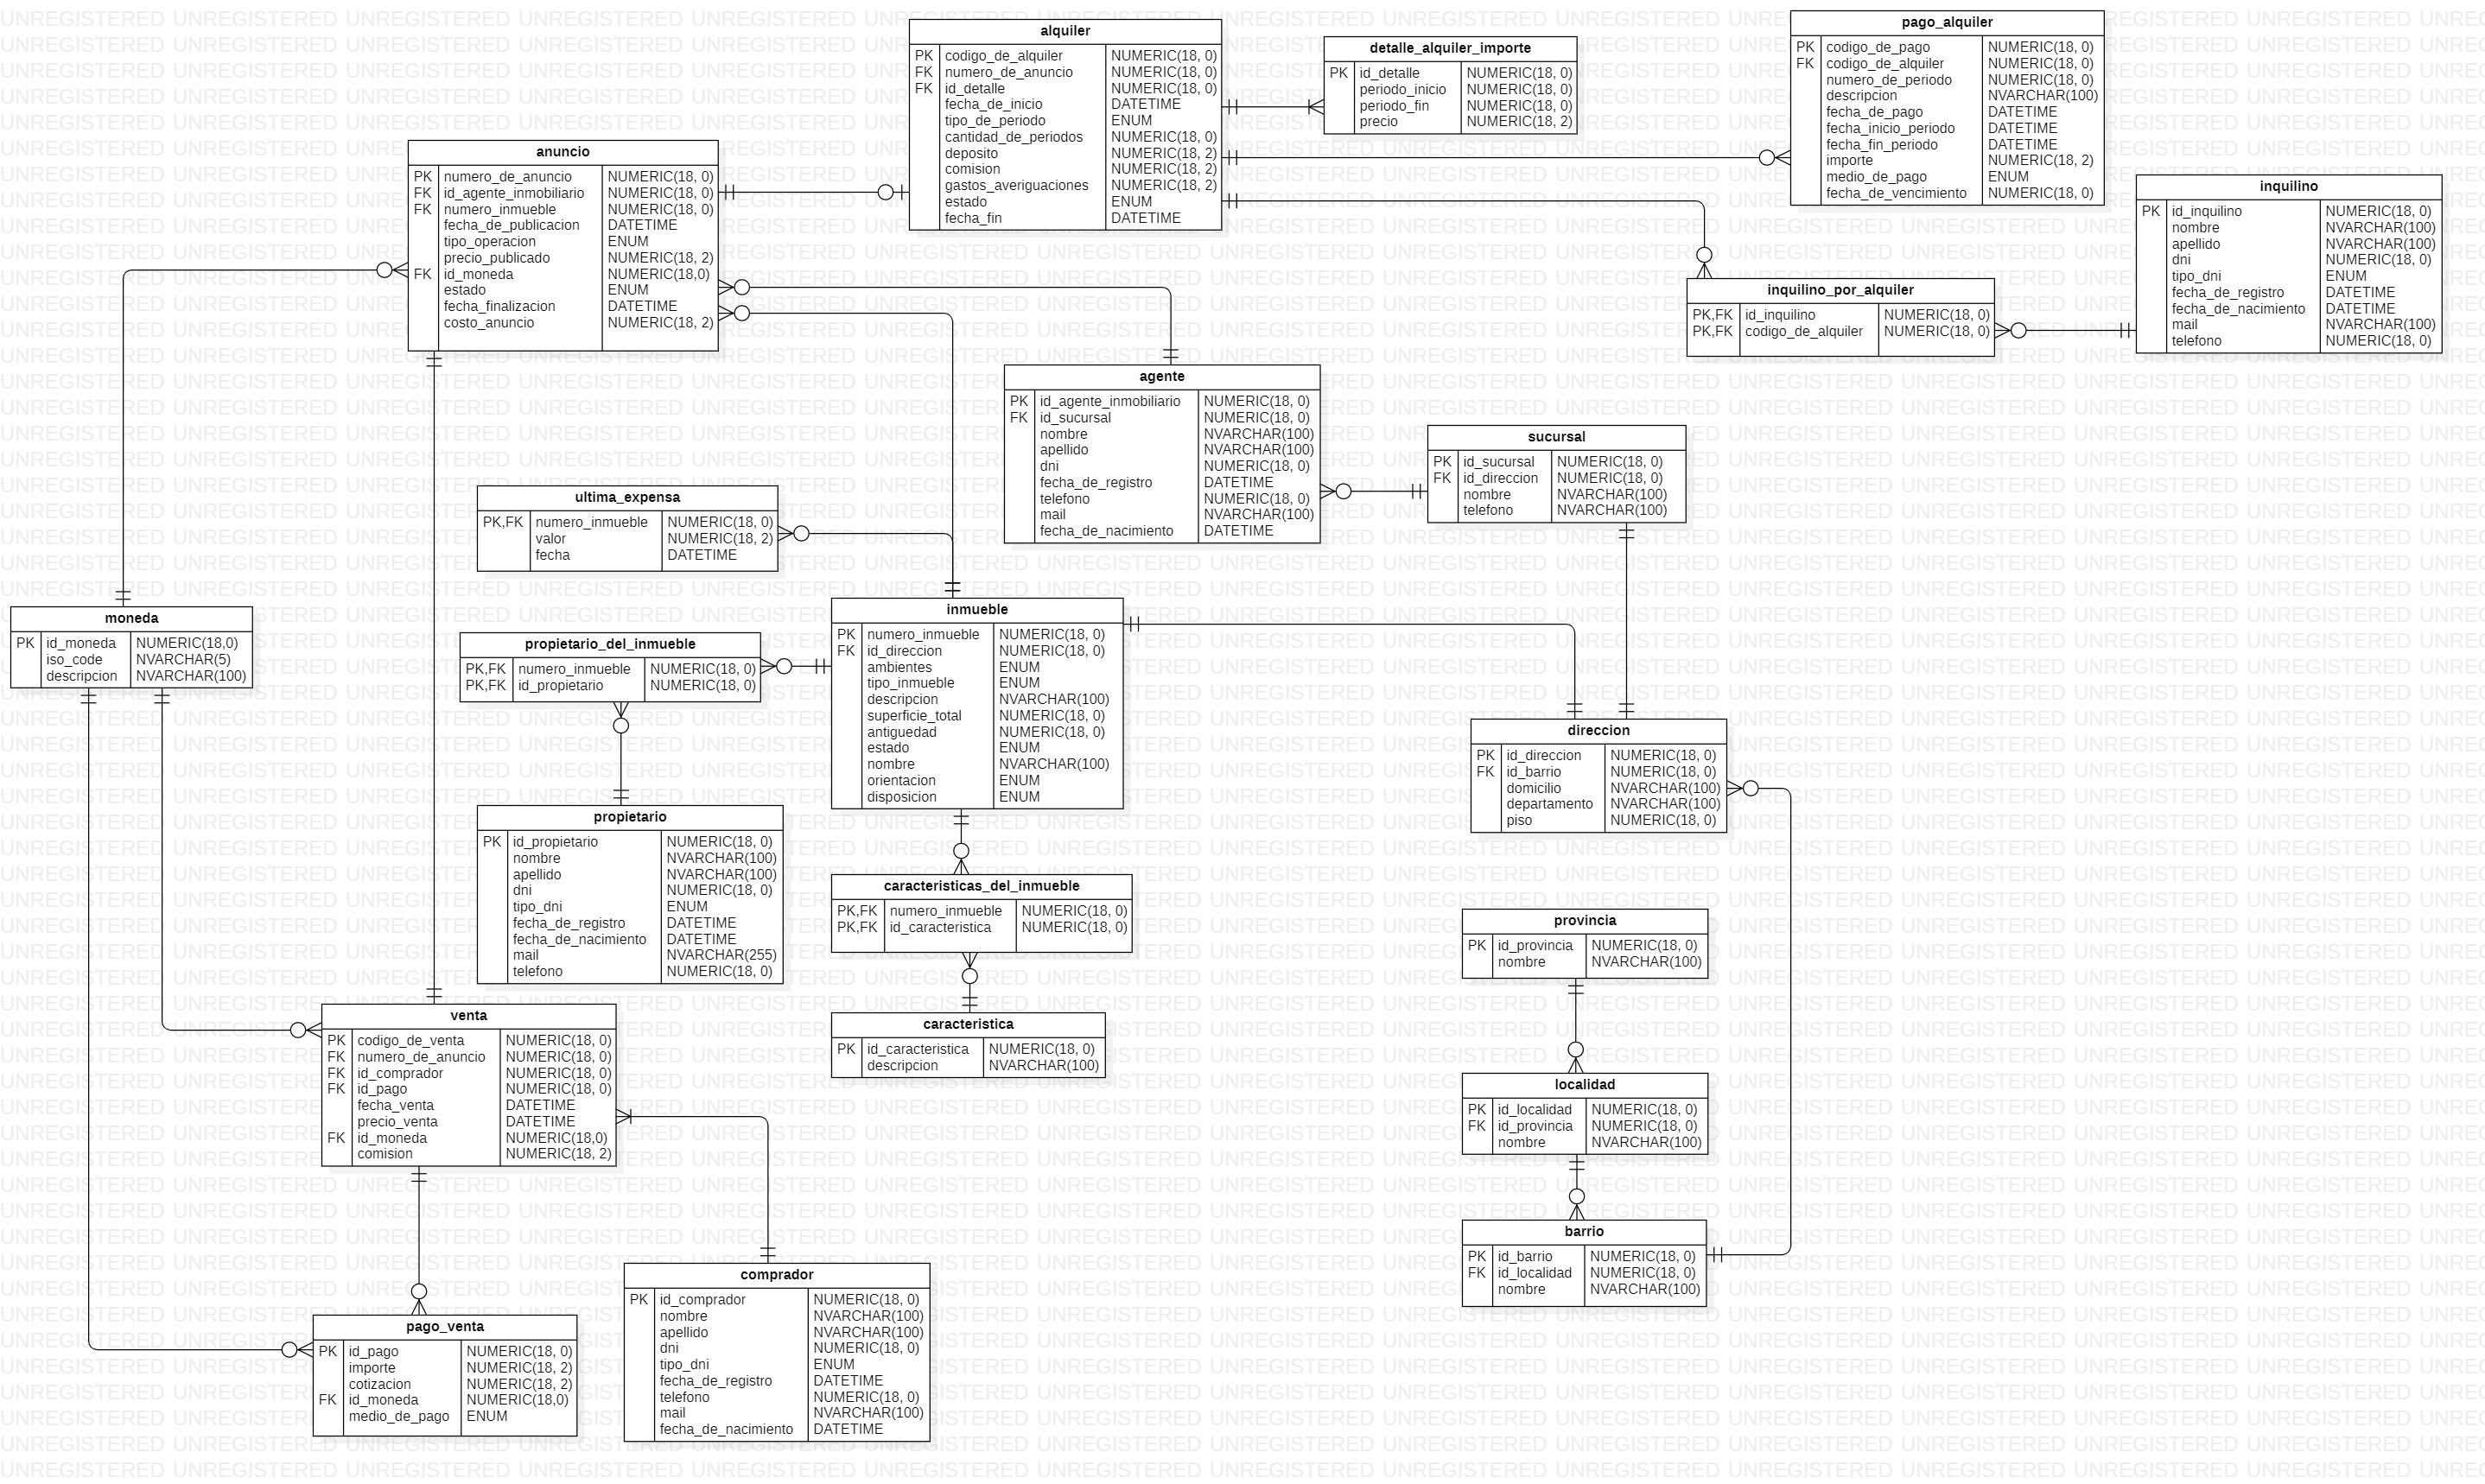 alquiler
PK codigo_de_alquiler NUMERIC(18, 0)
FK numero_de_anuncio NUMERIC(18, 0)
FK id_detalle NUMERIC(18, 0)
fecha_de_inicio DATETIME
tipo_de_periodo ENUM
cantidad_de_periodos NUMERIC(18, 0)
deposito NUMERIC(18, 2)
comision NUMERIC(18, 2)
gastos_averiguaciones NUMERIC(18, 2)
estado ENUM
fecha_fin DATETIME
detalle_alquiler_importe
PK id_detalle NUMERIC(18, 0)
periodo_inicio NUMERIC(18, 0)
periodo_fin NUMERIC(18, 0)
precio NUMERIC(18, 2)
pago_alquiler
PK codigo_de_pago NUMERIC(18, 0)
FK codigo_de_alquiler NUMERIC(18, 0)
numero_de_periodo NUMERIC(18, 0)
descripcion NVARCHAR(100)
fecha_de_pago DATETIME
fecha_inicio_periodo DATETIME
fecha_fin_periodo DATETIME
importe NUMERIC(18, 2)
medio_de_pago ENUM
fecha_de_vencimiento NUMERIC(18, 0)
anuncio
PK numero_de_anuncio NUMERIC(18, 0)
FK id_agente_inmobiliario NUMERIC(18, 0)
FK numero_inmueble NUMERIC(18, 0)
fecha_de_publicacion DATETIME
tipo_operacion ENUM
precio_publicado NUMERIC(18, 2)
FK id_moneda NUMERIC(18,0)
estado ENUM
fecha_finalizacion DATETIME
costo_anuncio NUMERIC(18, 2)
inquilino
PK id_inquilino NUMERIC(18, 0)
nombre NVARCHAR(100)
apellido NVARCHAR(100)
dni NUMERIC(18, 0)
tipo_dni ENUM
fecha_de_registro DATETIME
fecha_de_nacimiento DATETIME
mail NVARCHAR(100)
telefono NUMERIC(18, 0)
inquilino_por_alquiler
PK,FK id_inquilino NUMERIC(18, 0)
PK,FK codigo_de_alquiler NUMERIC(18, 0)
agente
PK id_agente_inmobiliario NUMERIC(18, 0)
FK id_sucursal NUMERIC(18, 0)
nombre NVARCHAR(100)
apellido NVARCHAR(100)
dni NUMERIC(18, 0)
fecha_de_registro DATETIME
telefono NUMERIC(18, 0)
mail NVARCHAR(100)
fecha_de_nacimiento DATETIME
sucursal
PK id_sucursal NUMERIC(18, 0)
FK id_direccion NUMERIC(18, 0)
nombre NVARCHAR(100)
telefono NVARCHAR(100)
ultima_expensa
PK,FK numero_inmueble NUMERIC(18, 0)
valor NUMERIC(18, 2)
fecha DATETIME
moneda
PK id_moneda NUMERIC(18,0)
iso_code NVARCHAR(5)
descripcion NVARCHAR(100)
propietario_del_inmueble
PK,FK numero_inmueble NUMERIC(18, 0)
PK,FK id_propietario NUMERIC(18, 0)
inmueble
PK numero_inmueble NUMERIC(18, 0)
FK id_direccion NUMERIC(18, 0)
ambientes ENUM
tipo_inmueble ENUM
descripcion NVARCHAR(100)
superficie_total NUMERIC(18, 0)
antiguedad NUMERIC(18, 0)
estado ENUM
nombre NVARCHAR(100)
orientacion ENUM
disposicion ENUM
direccion
PK id_direccion NUMERIC(18, 0)
FK id_barrio NUMERIC(18, 0)
domicilio NVARCHAR(100)
departamento NVARCHAR(100)
piso NUMERIC(18, 0)
propietario
PK id_propietario NUMERIC(18, 0)
nombre NVARCHAR(100)
apellido NVARCHAR(100)
dni NUMERIC(18, 0)
tipo_dni ENUM
fecha_de_registro DATETIME
fecha_de_nacimiento DATETIME
mail NVARCHAR(255)
telefono NUMERIC(18, 0)
caracteristicas_del_inmueble
PK,FK numero_inmueble NUMERIC(18, 0)
PK,FK id_caracteristica NUMERIC(18, 0)
provincia
PK id_provincia NUMERIC(18, 0)
nombre NVARCHAR(100)
venta
PK codigo_de_venta NUMERIC(18, 0)
FK numero_de_anuncio NUMERIC(18, 0)
FK id_comprador NUMERIC(18, 0)
FK id_pago NUMERIC(18, 0)
fecha_venta DATETIME
precio_venta DATETIME
FK id_moneda NUMERIC(18,0)
comision NUMERIC(18, 2)
caracteristica
PK id_caracteristica NUMERIC(18, 0)
descripcion NVARCHAR(100)
localidad
PK id_localidad NUMERIC(18, 0)
FK id_provincia NUMERIC(18, 0)
nombre NVARCHAR(100)
barrio
PK id_barrio NUMERIC(18, 0)
FK id_localidad NUMERIC(18, 0)
nombre NVARCHAR(100)
comprador
PK id_comprador NUMERIC(18, 0)
nombre NVARCHAR(100)
apellido NVARCHAR(100)
dni NUMERIC(18, 0)
tipo_dni ENUM
fecha_de_registro DATETIME
telefono NUMERIC(18, 0)
mail NVARCHAR(100)
fecha_de_nacimiento DATETIME
pago_venta
PK id_pago NUMERIC(18, 0)
importe NUMERIC(18, 2)
cotizacion NUMERIC(18, 2)
FK id_moneda NUMERIC(18,0)
medio_de_pago ENUM
UNREGISTERED